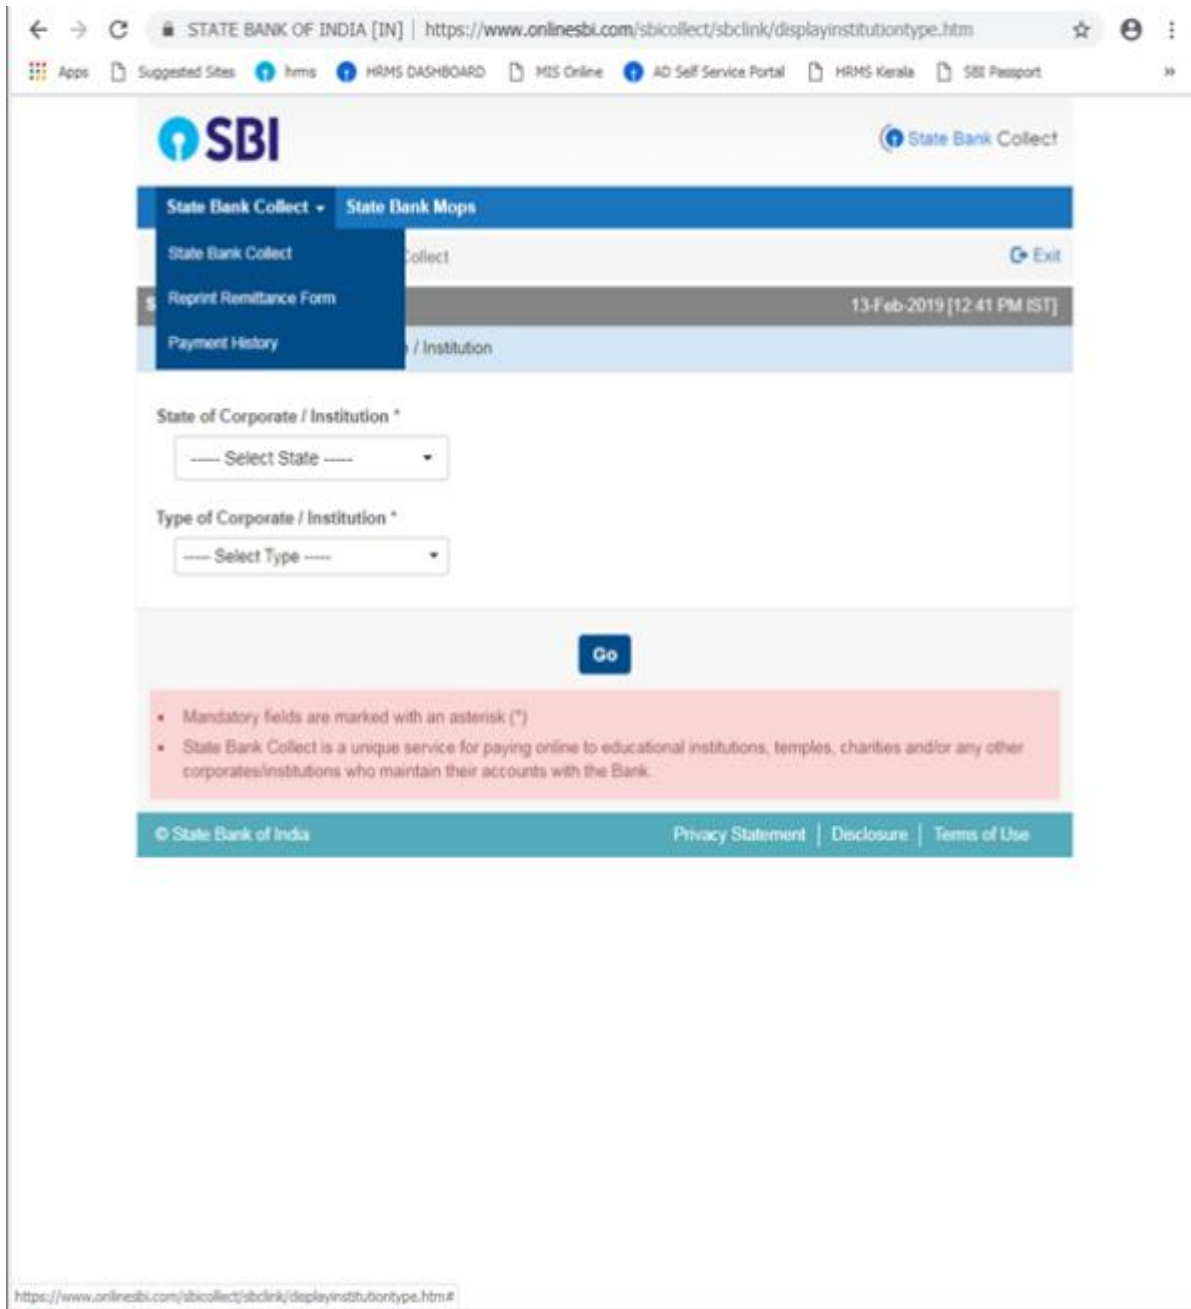 STATE BANK OF INDIA [IN] | https://www.onlinesbi.com/sbicollect/sbclink/displayinstitutiontype.htm
Apps Suggested Sites hrms HRMS DASHBOARD MIS Online AD Self Service Portal HRMS Kerala SBI Passport »
SBI
State Bank Collect
State Bank Collect State Bank Mops
State Bank Collect
Collect
Exit
Reprint Remittance Form
S
13-Feb-2019 [12:41 PM IST]
Payment History
/ Institution
State of Corporate / Institution *
----- Select State -----
Type of Corporate / Institution *
----- Select Type -----
Go
• Mandatory fields are marked with an asterisk (*)
• State Bank Collect is a unique service for paying online to educational institutions, temples, charities and/or any other
corporates/institutions who maintain their accounts with the Bank.
© State Bank of India Privacy Statement | Disclosure | Terms of Use
https://www.onlinesbi.com/sbicollect/sbclink/displayinstitutiontype.htm#